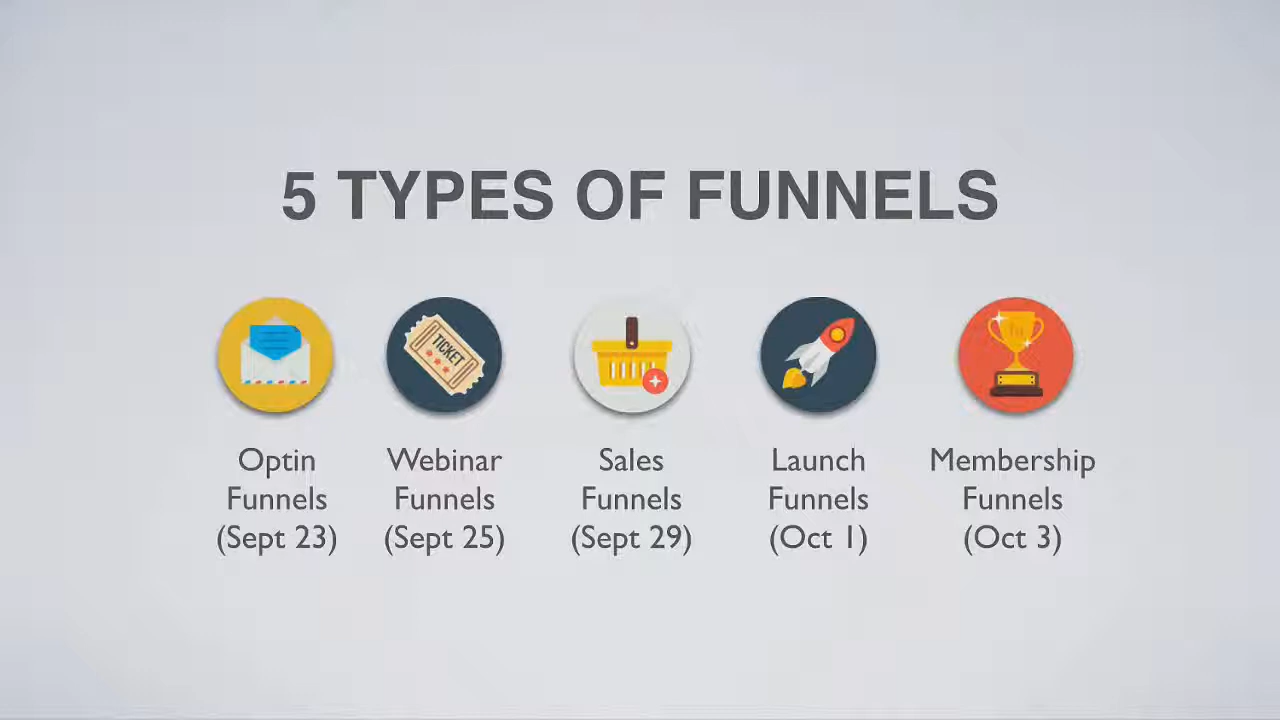 5 TYPES OF FUNNELS
TICKET
Optin
Funnels
(Sept 23)
Webinar
Funnels
(Sept 25)
Sales
Funnels
(Sept 29)
Launch
Funnels
(Oct 1)
Membership
Funnels
(Oct 3)